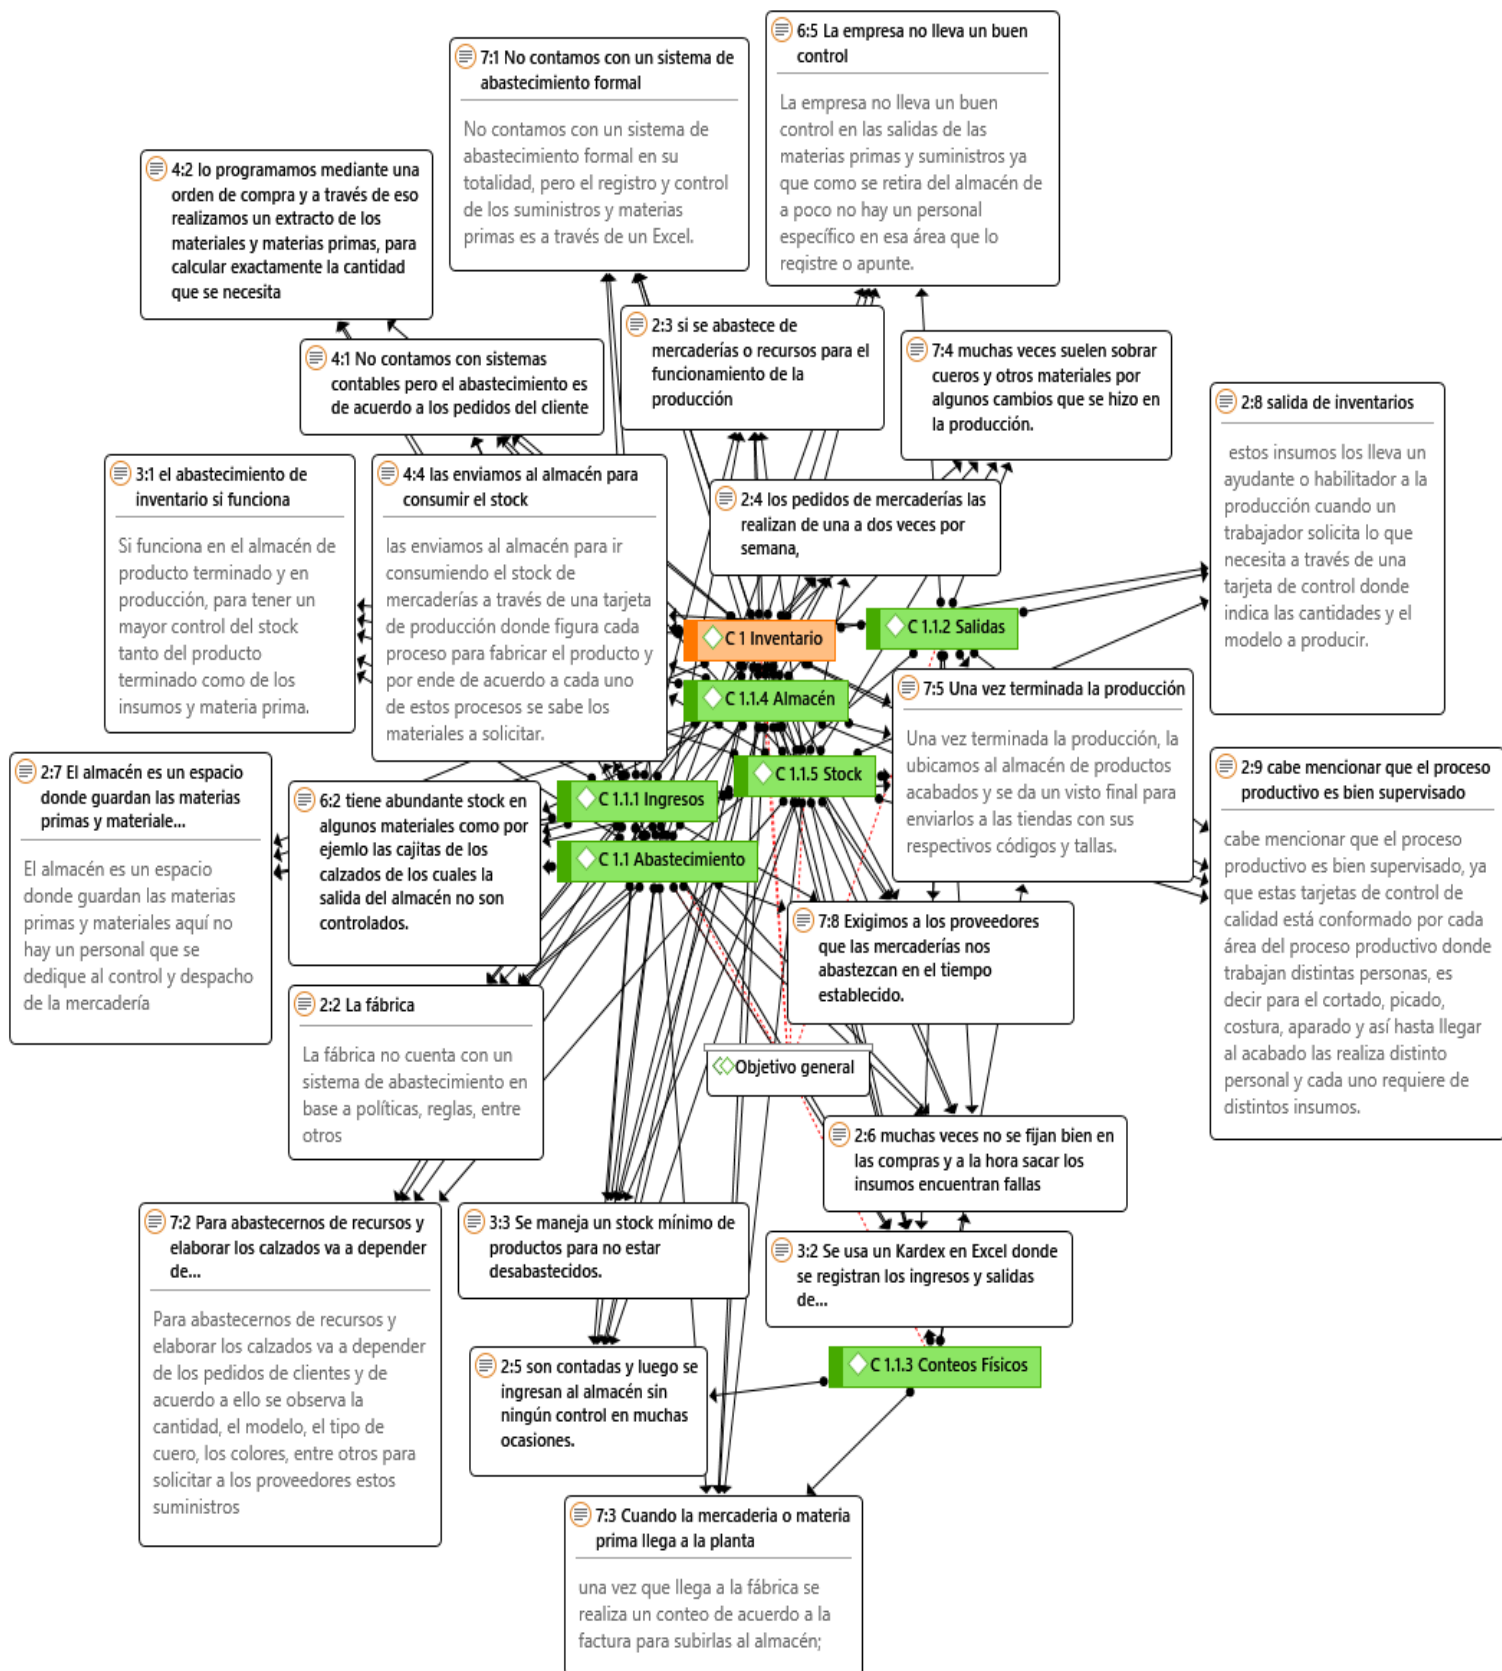 6:5 La empresa no lleva un buen
control
La empresa no lleva un buen
control en las salidas de las
materias primas y suministros ya
que como se retira del almacén de
a poco no hay un personal
específico en esa área que lo
registre o apunte.
7:1 No contamos con un sistema de
abastecimiento formal
No contamos con un sistema de
abastecimiento formal en su
totalidad, pero el registro y control
de los suministros y materias
primas es a través de un Excel.
4:2 lo programamos mediante una
orden de compra y a través de eso
realizamos un extracto de los
materiales y materias primas, para
calcular exactamente la cantidad
que se necesita
2:3 si se abastece de
mercaderías o recursos para el
funcionamiento de la
producción
7:4 muchas veces suelen sobrar
cueros y otros materiales por
algunos cambios que se hizo en
la producción.
4:1 No contamos con sistemas
contables pero el abastecimiento es
de acuerdo a los pedidos del cliente
2:8 salida de inventarios
estos insumos los lleva un
ayudante o habilitador a la
producción cuando un
trabajador solicita lo que
necesita a través de una
tarjeta de control donde
indica las cantidades y el
modelo a producir.
3:1 el abastecimiento de
inventario si funciona
Si funciona en el almacén de
producto terminado y en
producción, para tener un
mayor control del stock
tanto del producto
terminado como de los
insumos y materia prima.
4:4 las enviamos al almacén para
consumir el stock
las enviamos al almacén para ir
consumiendo el stock de
mercaderías a través de una tarjeta
de producción donde figura cada
proceso para fabricar el producto y
por ende de acuerdo a cada uno
de estos procesos se sabe los
materiales a solicitar.
2:4 los pedidos de mercaderías las
realizan de una a dos veces por
semana,
C 1 Inventario
C 1.1.2 Salidas
C 1.1.4 Almacén
7:5 Una vez terminada la producción
Una vez terminada la producción, la
ubicamos al almacén de productos
acabados y se da un visto final para
enviarlos a las tiendas con sus
respectivos códigos y tallas.
C 1.1.5 Stock
C 1.1.1 Ingresos
C 1.1 Abastecimiento
2:7 El almacén es un espacio
donde guardan las materias
primas y materiale...
El almacén es un espacio
donde guardan las materias
primas y materiales aquí no
hay un personal que se
dedique al control y despacho
de la mercadería
6:2 tiene abundante stock en
algunos materiales como por
ejemlo las cajitas de los
calzados de los cuales la
salida del almacén no son
controlados.
2:9 cabe mencionar que el proceso
productivo es bien supervisado
cabe mencionar que el proceso
productivo es bien supervisado, ya
que estas tarjetas de control de
calidad está conformado por cada
área del proceso productivo donde
trabajan distintas personas, es
decir para el cortado, picado,
costura, aparado y así hasta llegar
al acabado las realiza distinto
personal y cada uno requiere de
distintos insumos.
7:8 Exigimos a los proveedores
que las mercaderías nos
abastezcan en el tiempo
establecido.
2:2 La fábrica
La fábrica no cuenta con un
sistema de abastecimiento en
base a políticas, reglas, entre
otros
Objetivo general
2:6 muchas veces no se fijan bien en
las compras y a la hora sacar los
insumos encuentran fallas
7:2 Para abastecernos de recursos y
elaborar los calzados va a depender
de...
Para abastecernos de recursos y
elaborar los calzados va a depender
de los pedidos de clientes y de
acuerdo a ello se observa la
cantidad, el modelo, el tipo de
cuero, los colores, entre otros para
solicitar a los proveedores estos
suministros
3:3 Se maneja un stock mínimo de
productos para no estar
desabastecidos.
3:2 Se usa un Kardex en Excel donde
se registran los ingresos y salidas
de...
2:5 son contadas y luego se
ingresan al almacén sin
ningún control en muchas
ocasiones.
C 1.1.3 Conteos Físicos
7:3 Cuando la mercaderia o materia
prima llega a la planta
una vez que llega a la fábrica se
realiza un conteo de acuerdo a la
factura para subirlas al almacén;